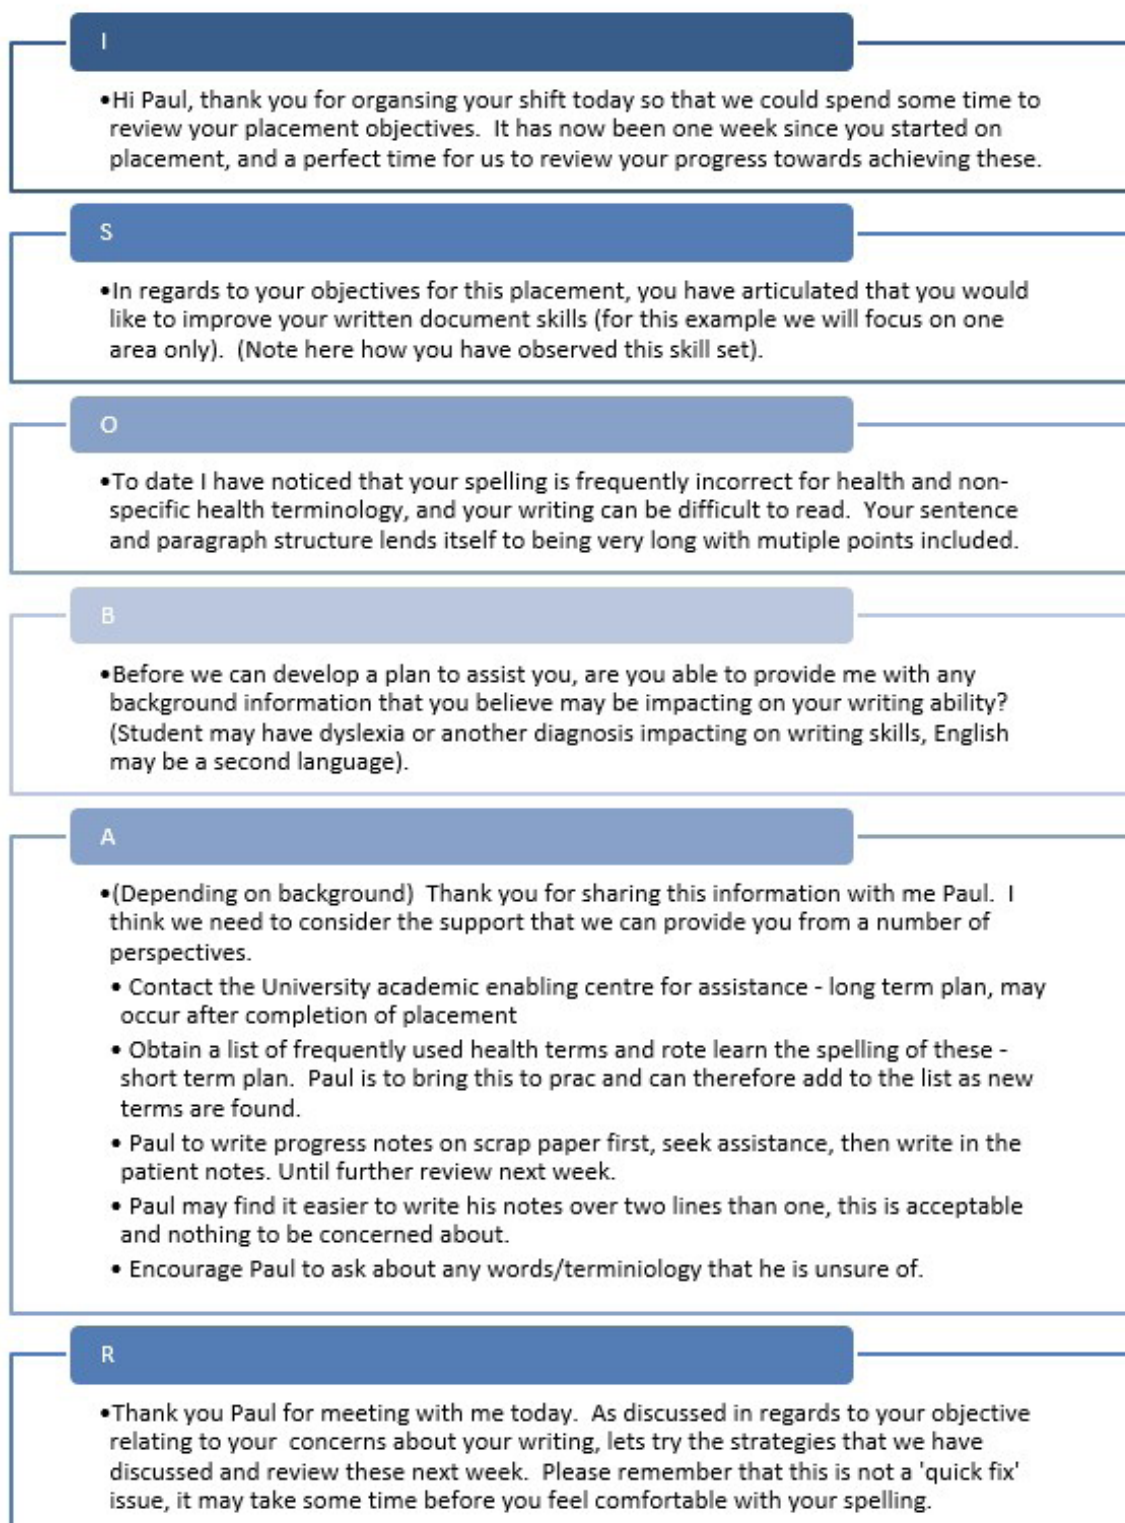 I
•Hi Paul, thank you for organsing your shift today so that we could spend some time to
review your placement objectives.  It has now been one week since you started on
placement, and a perfect time for us to review your progress towards achieving these.
S
•In regards to your objectives for this placement, you have articulated that you would
like to improve your written document skills (for this example we will focus on one
area only).  (Note here how you have observed this skill set).
O
•To date I have noticed that your spelling is frequently incorrect for health and non-
specific health terminology, and your writing can be difficult to read.  Your sentence
and paragraph structure lends itself to being very long with mutiple points included.
B
•Before we can develop a plan to assist you, are you able to provide me with any
background information that you believe may be impacting on your writing ability?
(Student may have dyslexia or another diagnosis impacting on writing skills, English
may be a second language).
A
•(Depending on background)  Thank you for sharing this information with me Paul.  I
think we need to consider the support that we can provide you from a number of
perspectives.
• Contact the University academic enabling centre for assistance - long term plan, may
occur after completion of placement
• Obtain a list of frequently used health terms and rote learn the spelling of these -
short term plan.  Paul is to bring this to prac and can therefore add to the list as new
terms are found.
• Paul to write progress notes on scrap paper first, seek assistance, then write in the
patient notes. Until further review next week.
• Paul may find it easier to write his notes over two lines than one, this is acceptable
and nothing to be concerned about.
• Encourage Paul to ask about any words/terminiology that he is unsure of.
R
•Thank you Paul for meeting with me today.  As discussed in regards to your objective
relating to your  concerns about your writing, lets try the strategies that we have
discussed and review these next week.  Please remember that this is not a 'quick fix'
issue, it may take some time before you feel comfortable with your spelling.